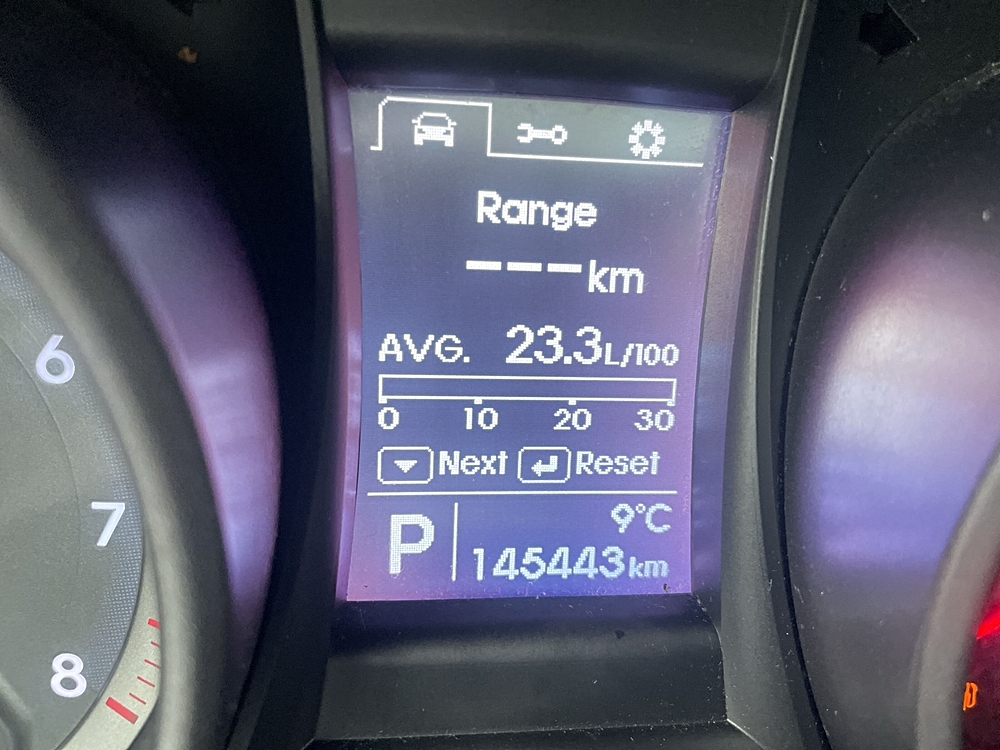 Range
---km
AVG. 23.3L/100
0 10 20 30
Next Reset
9°C
P
145443km
6
7
8